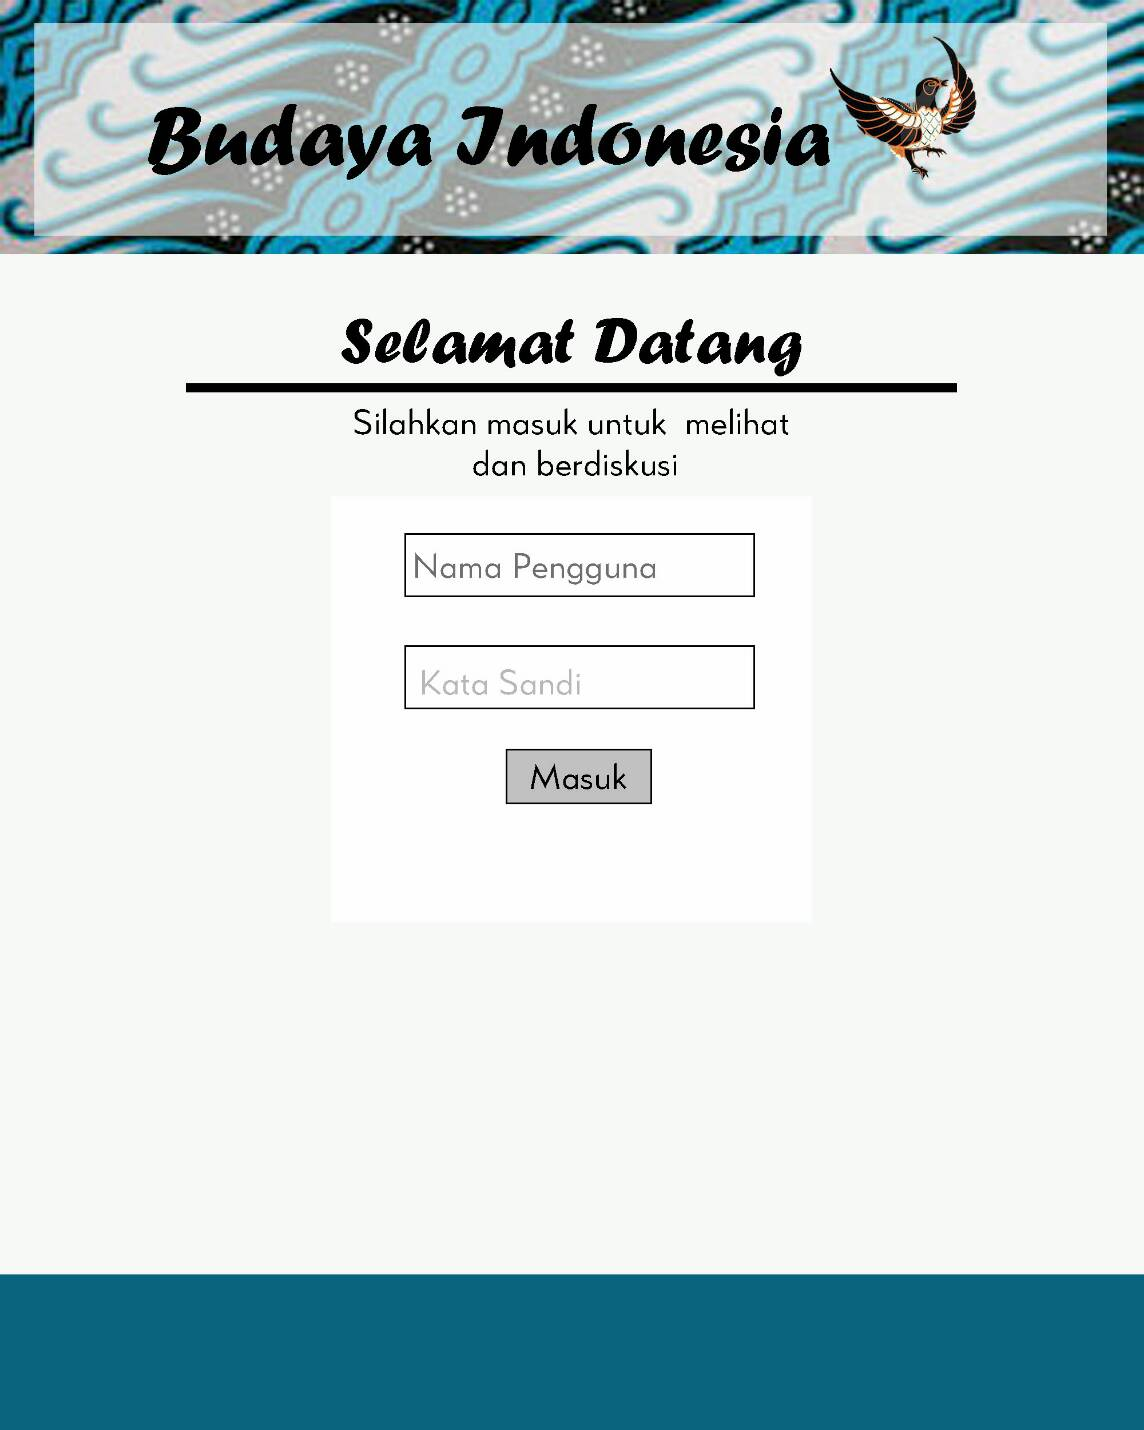 Budaya Indonesia
Selamat Datang
Silahkan masuk untuk melihat
dan berdiskusi
Nama Pengguna
Kata Sandi
Masuk